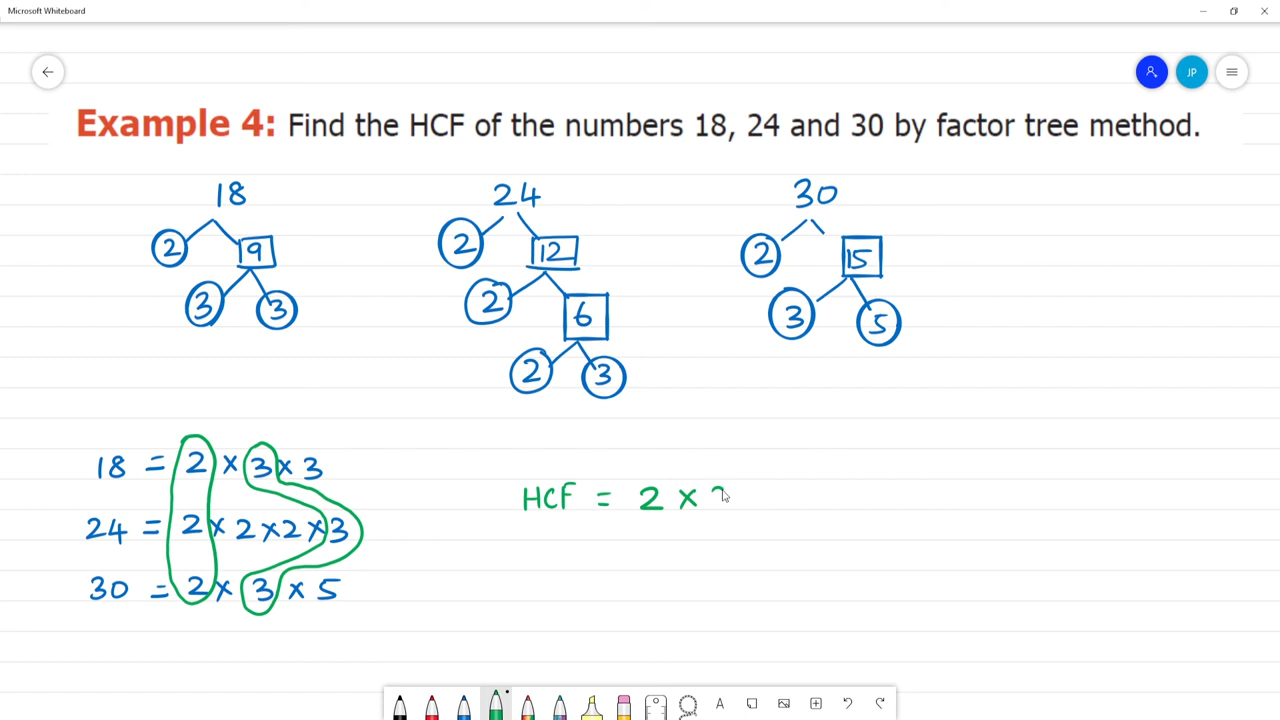 Microsoft Whiteboard
JP
Example 4: Find the HCF of the numbers 18, 24 and 30 by factor tree method.
18 24 30
2 9 2 12 2 15
3 3 2 6 3 5
2 3
18 = 2 × 3 × 3
24 = 2 × 2 × 2 × 3
30 = 2 × 3 × 5
HCF = 2 ×
A